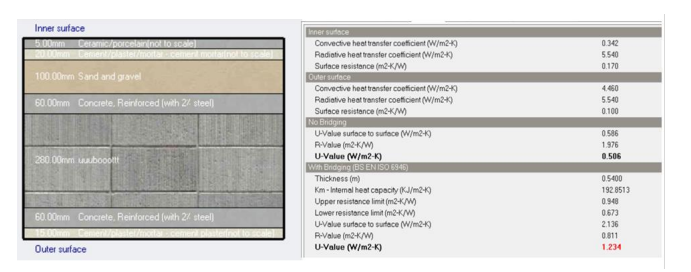 Inner surface
5.00mm Ceramic/porcelain(not to scale)
20.00mm Cement/plaster/mortar - cement mortar(not to scale)
100.00mm Sand and gravel
60.00mm Concrete, Reinforced (with 2% steel)
280.00mm uuubooottt
60.00mm Concrete, Reinforced (with 2% steel)
15.00mm Cement/plaster/mortar - cement plaster(not to scale)
Outer surface
Inner surface
Convective heat transfer coefficient (W/m2-K) 0.342
Radiative heat transfer coefficient (W/m2-K) 5.540
Surface resistance (m2-K/W) 0.170
Outer surface
Convective heat transfer coefficient (W/m2-K) 4.460
Radiative heat transfer coefficient (W/m2-K) 5.540
Surface resistance (m2-K/W) 0.100
No Bridging
U-Value surface to surface (W/m2-K) 0.586
R-Value (m2-K/W) 1.976
U-Value (W/m2-K) 0.506
With Bridging (BS EN ISO 6946)
Thickness (m) 0.5400
Km - Internal heat capacity (KJ/m2-K) 192.8513
Upper resistance limit (m2-K/W) 0.948
Lower resistance limit (m2-K/W) 0.673
U-Value surface to surface (W/m2-K) 2.136
R-Value (m2-K/W) 0.811
U-Value (W/m2-K) 1.234